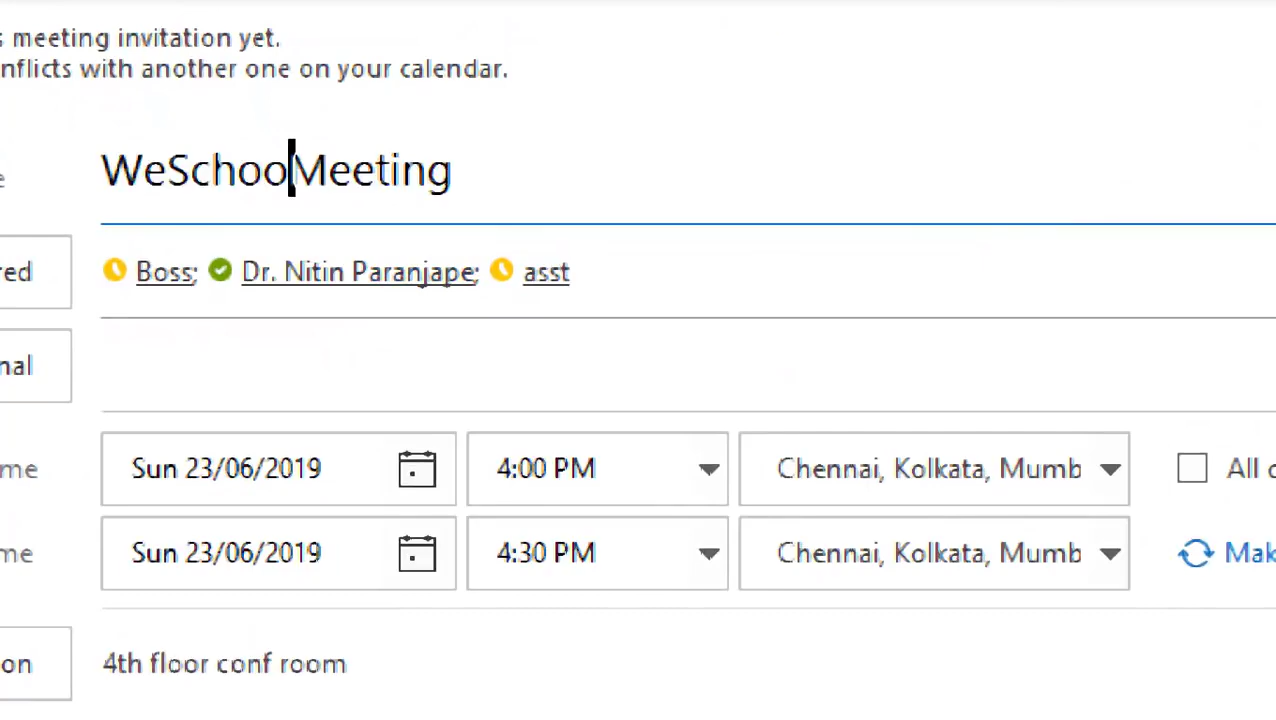 meeting invitation yet.
nflicts with another one on your calendar.
WeSchooMeeting
red Boss; Dr. Nitin Paranjape; asst
nal
me Sun 23/06/2019 4:00 PM Chennai, Kolkata, Mumb All
me Sun 23/06/2019 4:30 PM Chennai, Kolkata, Mumb Mak
on 4th floor conf room